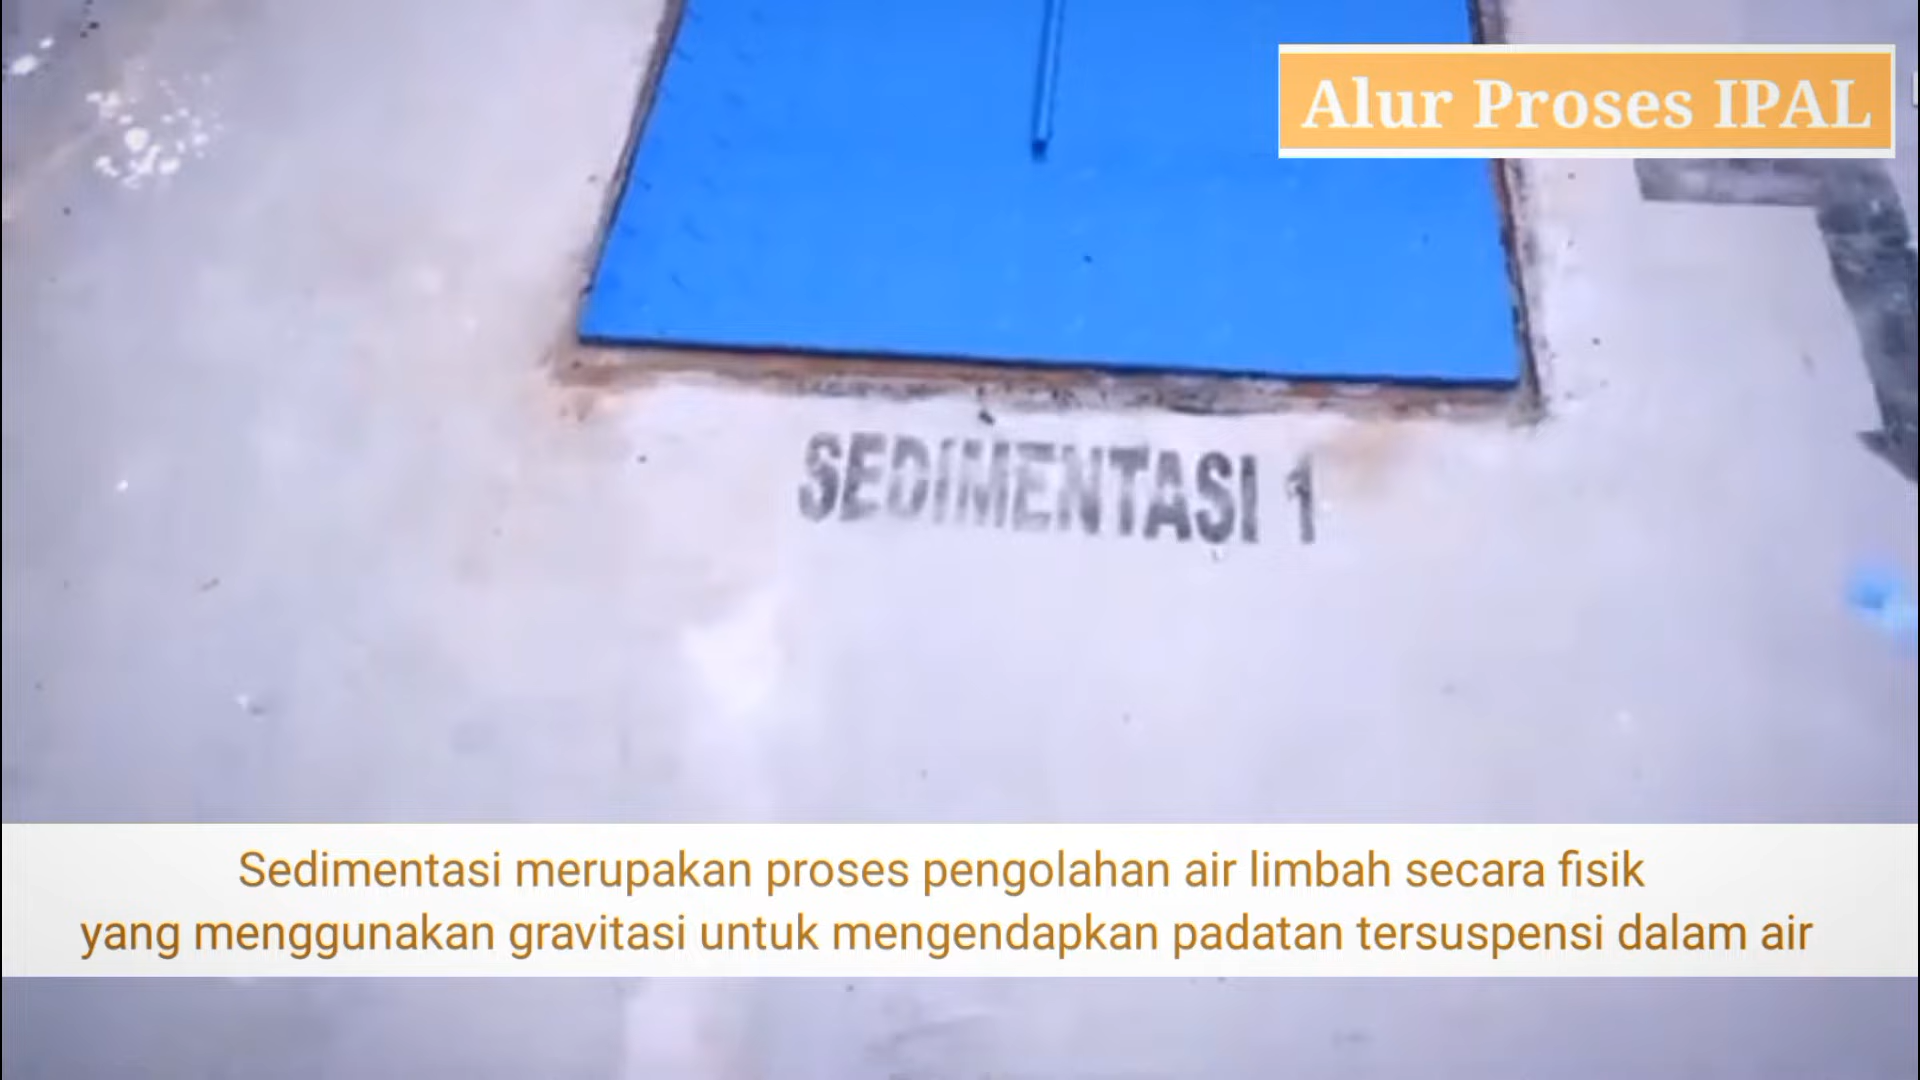 Alur Proses IPAL
SEDIMENTASI 1
Sedimentasi merupakan proses pengolahan air limbah secara fisik
yang menggunakan gravitasi untuk mengendapkan padatan tersuspensi dalam air